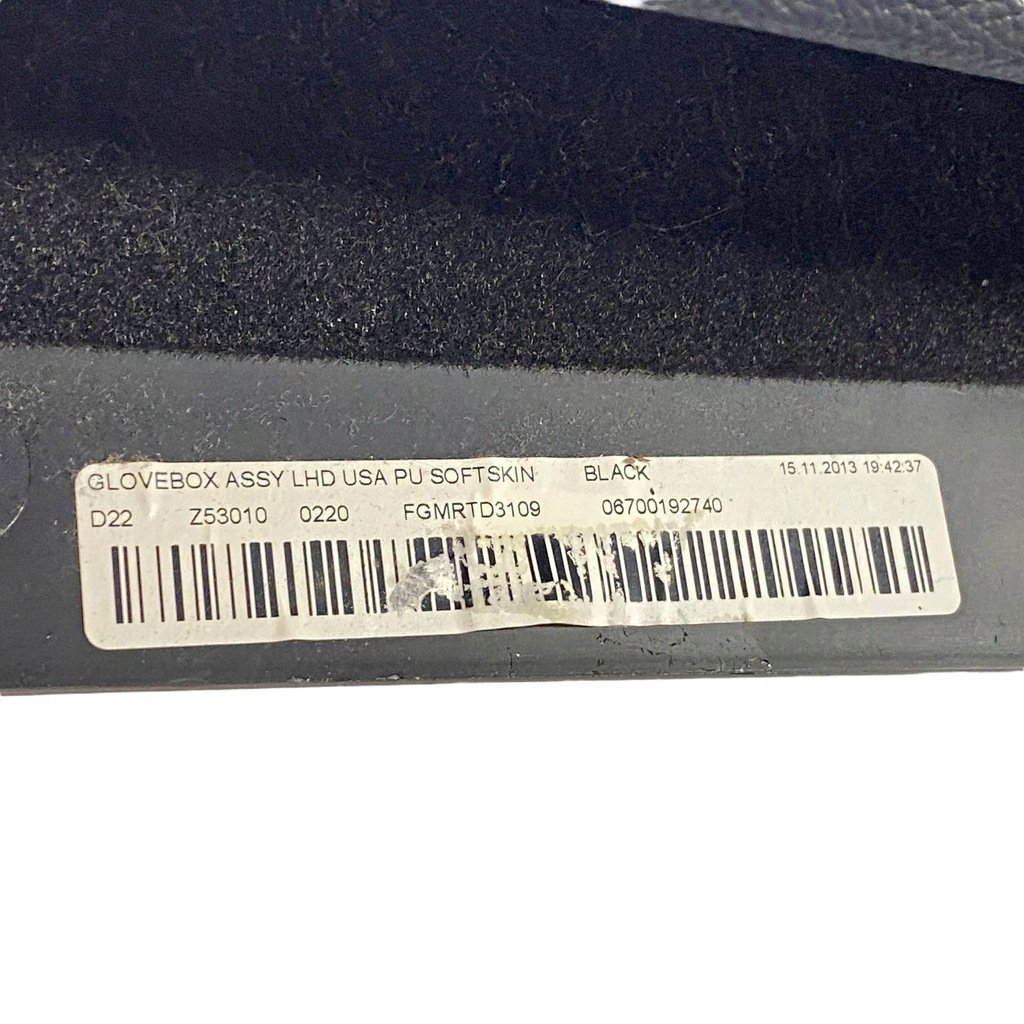 GLOVEBOX ASSY LHD USA PU SOFTSKIN BLACK 15.11.2013 19:42:37
D22 Z53010 0220 FGMRTD3109 06700192740